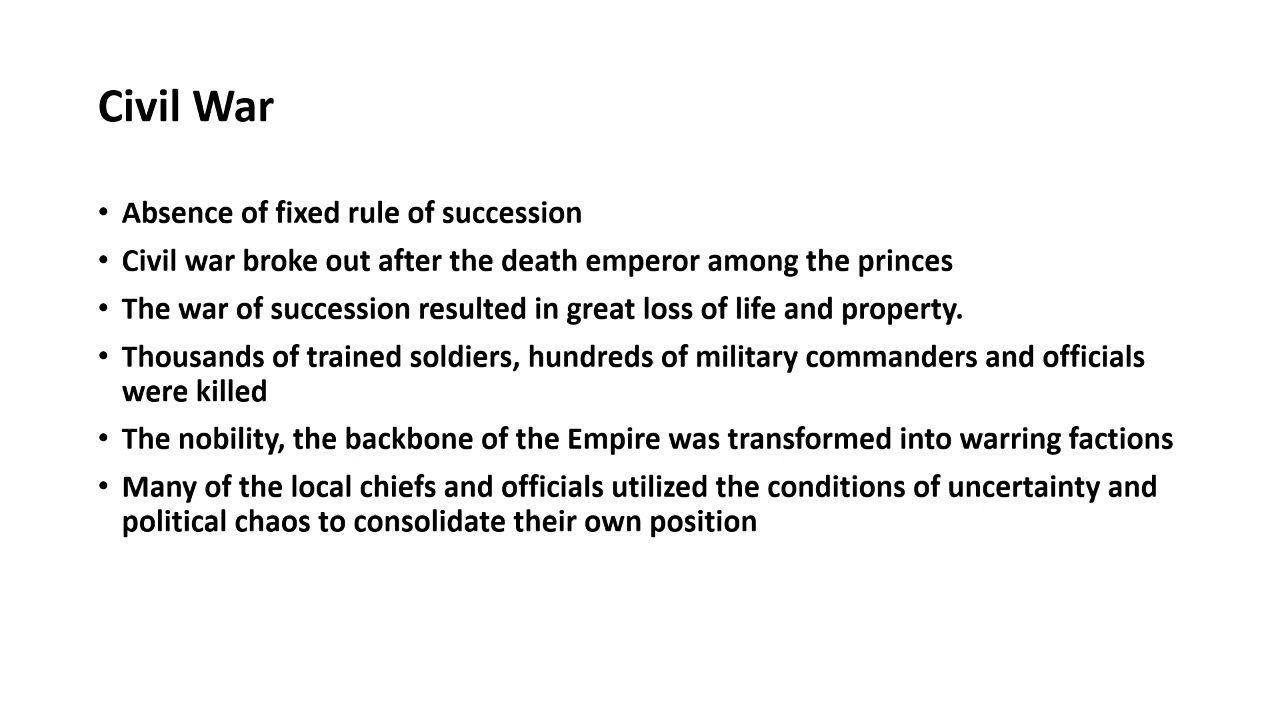 Civil War
• Absence of fixed rule of succession
• Civil war broke out after the death emperor among the princes
• The war of succession resulted in great loss of life and property.
• Thousands of trained soldiers, hundreds of military commanders and officials
were killed
• The nobility, the backbone of the Empire was transformed into warring factions
• Many of the local chiefs and officials utilized the conditions of uncertainty and
political chaos to consolidate their own position